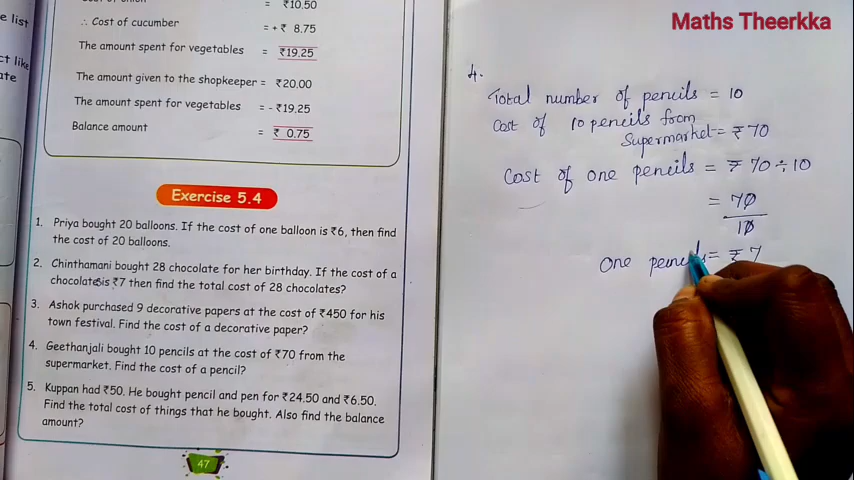 Maths Theerkka
e list
ct like
ate
= ₹10.50
∴ Cost of cucumber = + ₹ 8.75
The amount spent for vegetables = ₹19.25
The amount given to the shopkeeper = ₹20.00
The amount spent for vegetables = - ₹19.25
Balance amount = ₹ 0.75
Exercise 5.4
1. Priya bought 20 balloons. If the cost of one balloon is ₹6, then find
the cost of 20 balloons.
2. Chinthamani bought 28 chocolate for her birthday. If the cost of a
chocolate is ₹7 then find the total cost of 28 chocolates?
3. Ashok purchased 9 decorative papers at the cost of ₹450 for his
town festival. Find the cost of a decorative paper?
4. Geethanjali bought 10 pencils at the cost of ₹70 from the
supermarket. Find the cost of a pencil?
5. Kuppan had ₹50. He bought pencil and pen for ₹24.50 and ₹6.50.
Find the total cost of things that he bought. Also find the balance
amount?
47
4.
Total number of pencils = 10
Cost of 10 pencils from
Supermarket = ₹70
Cost of one pencils = ₹ 70 ÷ 10
= 70
10
One pencils = ₹ 7